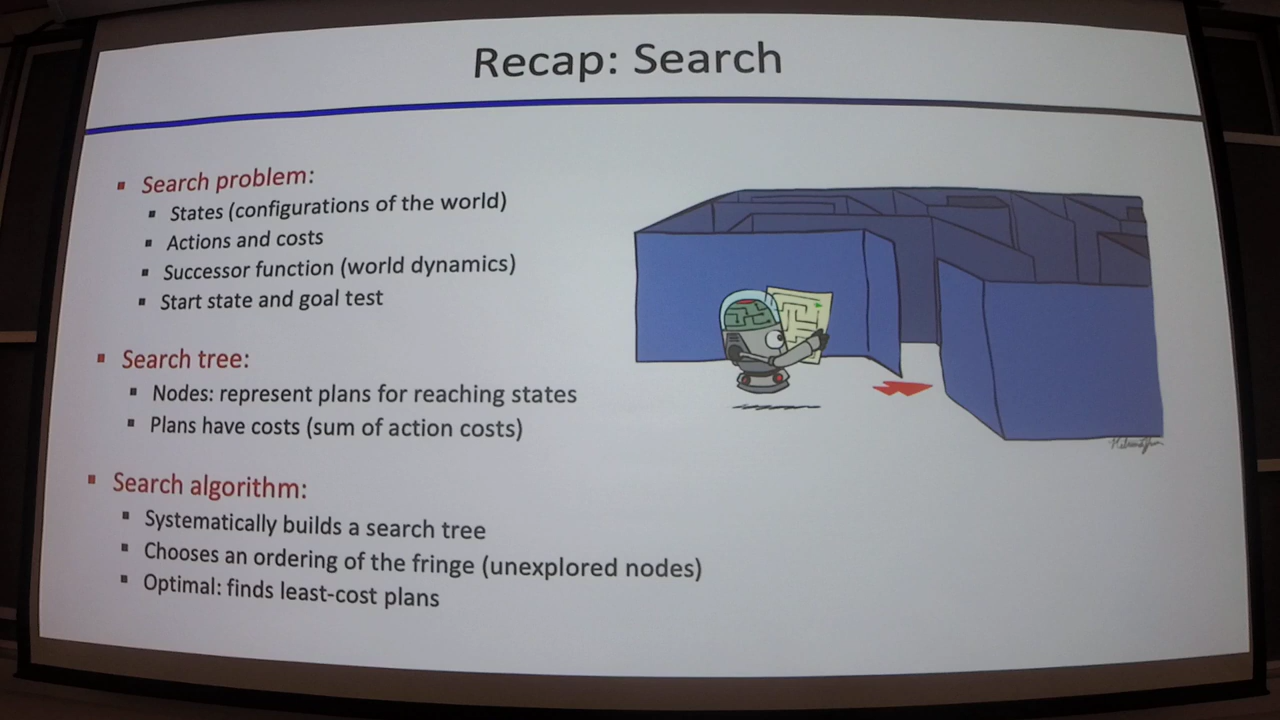 Recap: Search
Search problem:
States (configurations of the world)
Actions and costs
Successor function (world dynamics)
Start state and goal test
Search tree:
Nodes: represent plans for reaching states
Plans have costs (sum of action costs)
Search algorithm:
Systematically builds a search tree
Chooses an ordering of the fringe (unexplored nodes)
Optimal: finds least-cost plans